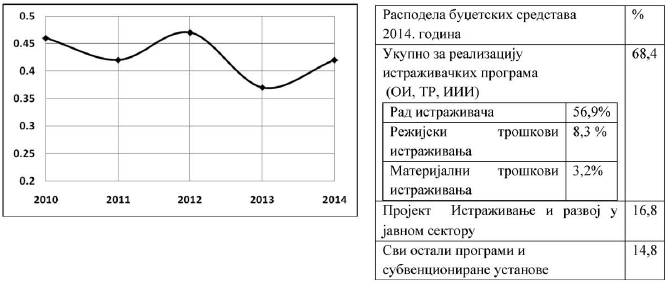 0.5
0.45
0.4
0.35
0.3
0.25
0.2
2010 2011 2012 2013 2014
Расподела буџетских средстава %
2014. година
Укупно за реализацију 68,4
истраживачких програма
(ОИ, ТР, ИИИ)
Рад истраживача 56,9%
Режијски трошкови 8,3 %
истраживања
Материјални трошкови 3,2%
истраживања
Пројект Истраживање и развој у 16,8
јавном сектору
Сви остали програми и 14,8
субвенциониране установе